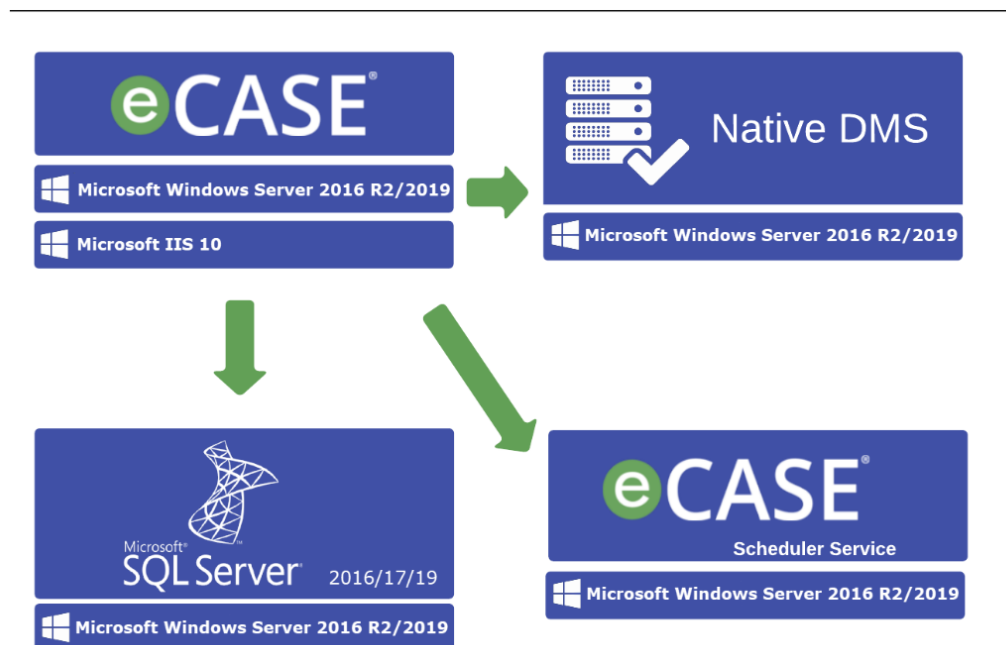 eCASE®
Microsoft Windows Server 2016 R2/2019
Microsoft IIS 10
Native DMS
Microsoft Windows Server 2016 R2/2019
Microsoft®
SQL Server® 2016/17/19
Microsoft Windows Server 2016 R2/2019
eCASE®
Scheduler Service
Microsoft Windows Server 2016 R2/2019